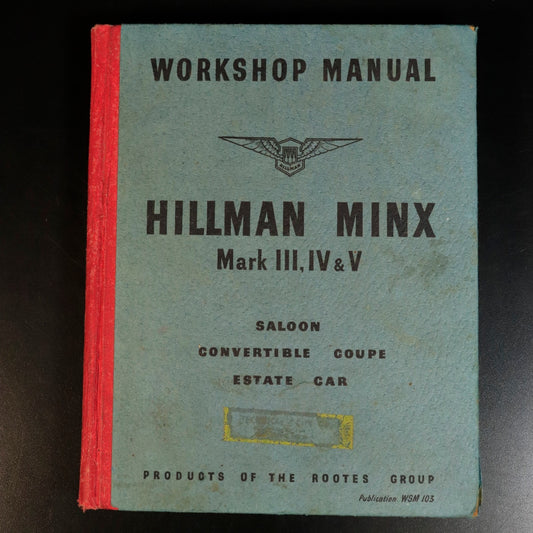 WORKSHOP MANUAL
HILLMAN
HILLMAN MINX
Mark III, IV & V
SALOON
CONVERTIBLE COUPE
ESTATE CAR
PRODUCTS OF THE ROOTES GROUP
Publication WSM 103